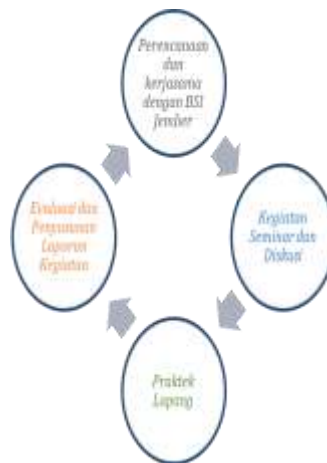 Perencanaan
dan
kerjasama
dengan BSI
Jember
Kegiatan
Seminar dan
Diskusi
Praktek
Lapang
Evaluasi dan
Penyusunan
Laporan
Kegiatan